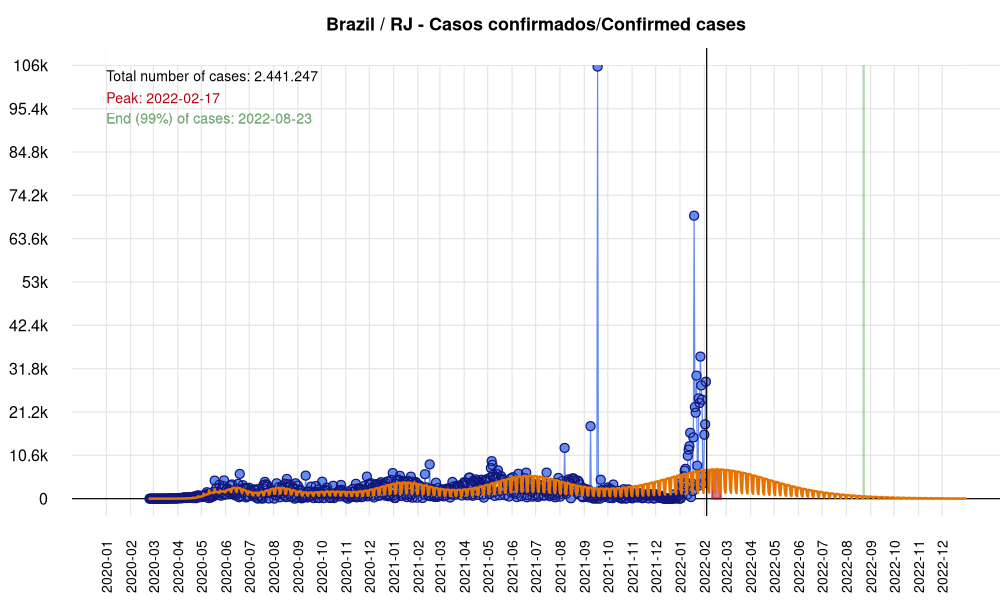 Brazil / RJ - Casos confirmados/Confirmed cases
106k
Total number of cases: 2.441.247
Peak: 2022-02-17
95.4k
End (99%) of cases: 2022-08-23
84.8k
74.2k
63.6k
53k
42.4k
31.8k
21.2k
10.6k
0
2020-01
2020-02
2020-03
2020-04
2020-05
2020-06
2020-07
2020-08
2020-09
2020-10
2020-11
2020-12
2021-01
2021-02
2021-03
2021-04
2021-05
2021-06
2021-07
2021-08
2021-09
2021-10
2021-11
2021-12
2022-01
2022-02
2022-03
2022-04
2022-05
2022-06
2022-07
2022-08
2022-09
2022-10
2022-11
2022-12